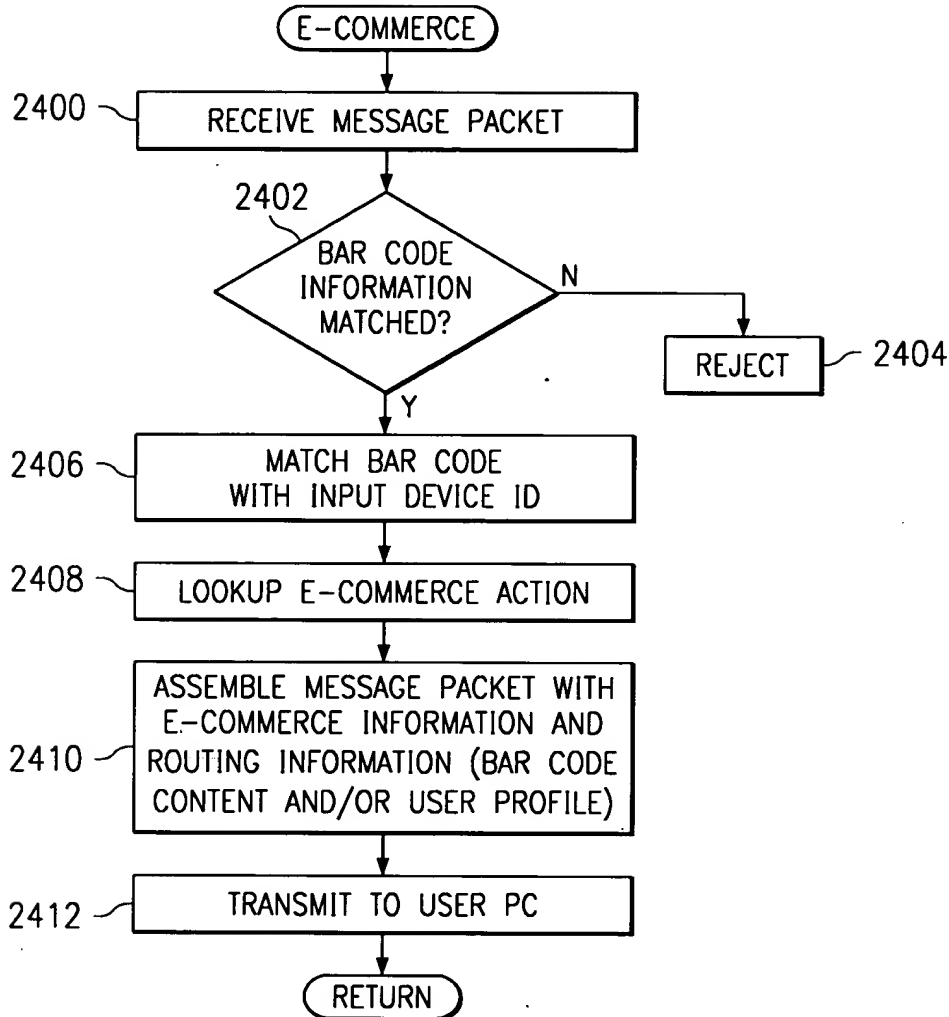 E-COMMERCE
2400
RECEIVE MESSAGE PACKET
2402
BAR CODE
INFORMATION
MATCHED?
N
REJECT
2404
Y
2406
MATCH BAR CODE
WITH INPUT DEVICE ID
2408
LOOKUP E-COMMERCE ACTION
2410
ASSEMBLE MESSAGE PACKET WITH
E-COMMERCE INFORMATION AND
ROUTING INFORMATION (BAR CODE
CONTENT AND/OR USER PROFILE)
2412
TRANSMIT TO USER PC
RETURN